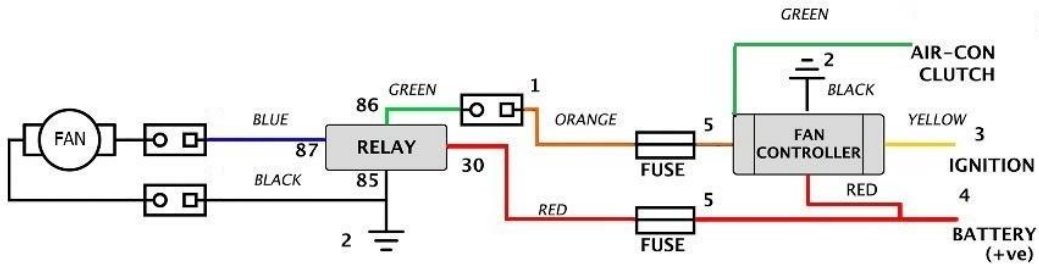 GREEN
AIR-CON
CLUTCH
2
BLACK
86
GREEN
1
FAN
BLUE
87
RELAY
ORANGE
5
FUSE
FAN
CONTROLLER
YELLOW
3
IGNITION
30
85
BLACK
RED
4
2
RED
5
FUSE
BATTERY
(+ve)